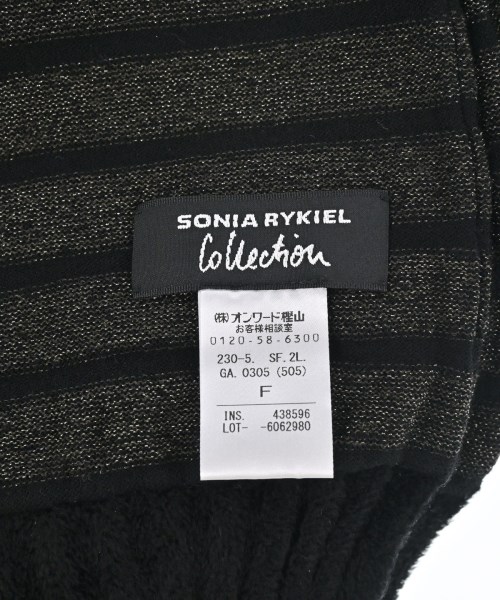 SONIA RYKIEL
Collection
(株)オンワード樫山
お客様相談室
0120-58-6300
230-5. SF. 2L.
GA. 0305 (505)
F
INS. 438596
LOT- -6062980